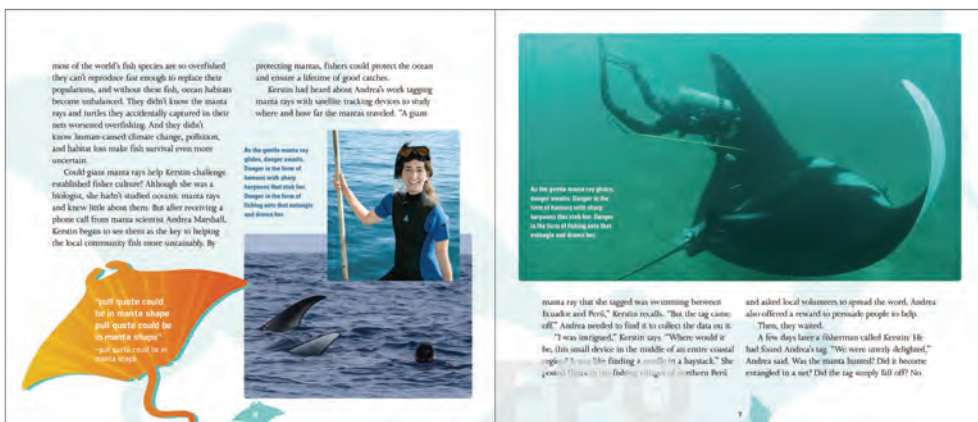 most of the world's fish species are so overfished
they can't reproduce fast enough to replace their
populations, and without these fish, ocean habitats
become unbalanced. They didn't know the manta
rays and turtles they accidentally captured in their
nets worsened overfishing. And they didn't
know human-caused climate change, pollution,
and habitat loss make fish survival even more
uncertain.
Could giant manta rays help Kerstin challenge
established fisher culture? Although she was a
biologist, she hadn't studied oceanic manta rays
and knew little about them. But after receiving a
phone call from manta scientist Andrea Marshall,
Kerstin began to see them as the key to helping
the local community fish more sustainably. By
"pull quote could
be in manta shape
pull quote could be
in manta shape"
–pull quote could be in
manta shape
protecting mantas, fishers could protect the ocean
and ensure a lifetime of good catches.
Kerstin had heard about Andrea's work tagging
manta rays with satellite tracking devices to study
where and how far the mantas traveled. "A giant
As the gentle manta ray
glides, danger awaits.
Danger in the form of
humans with sharp
harpoons that stab her.
Danger in the form of
fishing nets that entangle
and drown her.
6
As the gentle manta ray glides,
danger awaits. Danger in the
form of humans with sharp
harpoons that stab her. Danger
in the form of fishing nets that
entangle and drown her.
manta ray that she tagged was swimming between
Ecuador and Perú," Kerstin recalls. "But the tag came
off." Andrea needed to find it to collect the data on it.
"I was intrigued," Kerstin says. "Where would it
be, this small device in the middle of an entire coastal
region? It was like finding a needle in a haystack." She
posted in the fishing villages of northern Perú
and asked local volunteers to spread the word. Andrea
also offered a reward to persuade people to help.
Then, they waited.
A few days later a fisherman called Kerstin. He
had found Andrea's tag. "We were utterly delighted,"
Andrea said. Was the manta hunted? Did it become
entangled in a net? Did the tag simply fall off? No
FPO
7